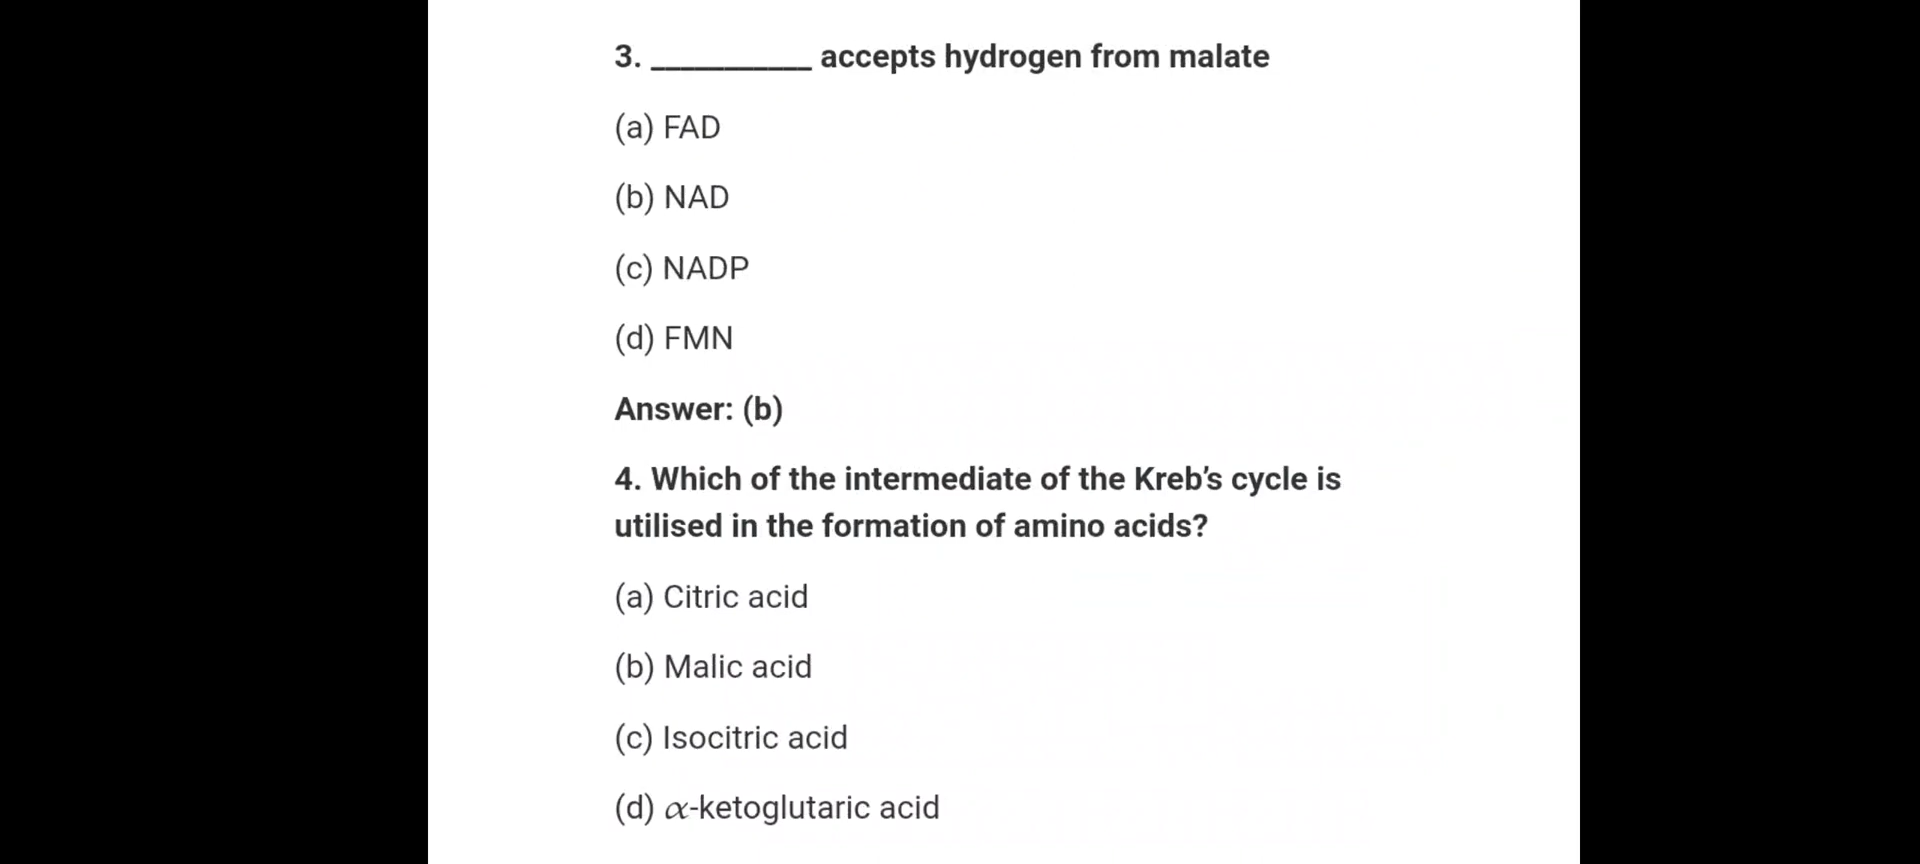 3. __________ accepts hydrogen from malate
(a) FAD
(b) NAD
(c) NADP
(d) FMN
Answer: (b)
4. Which of the intermediate of the Kreb’s cycle is
utilised in the formation of amino acids?
(a) Citric acid
(b) Malic acid
(c) Isocitric acid
(d) α-ketoglutaric acid